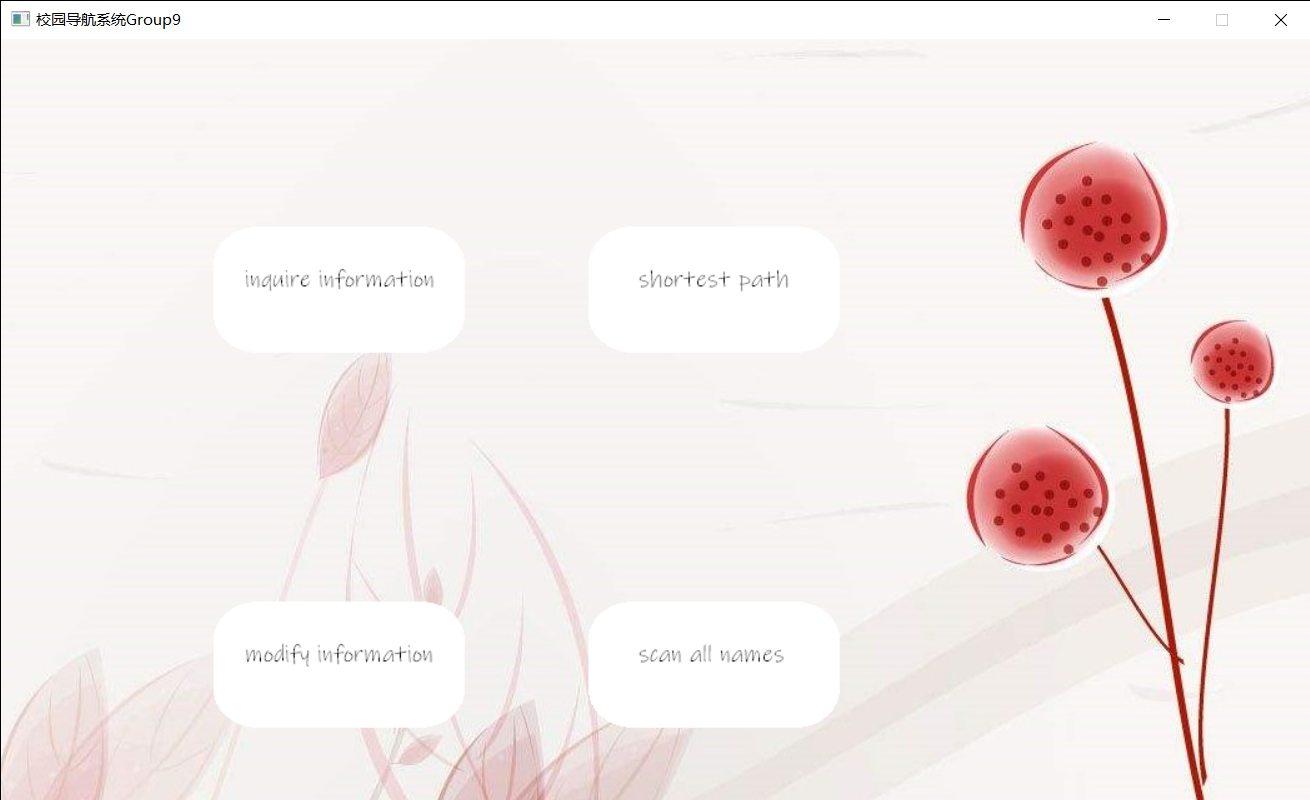 校园导航系统Group9
inquire information
shortest path
modify information
scan all names